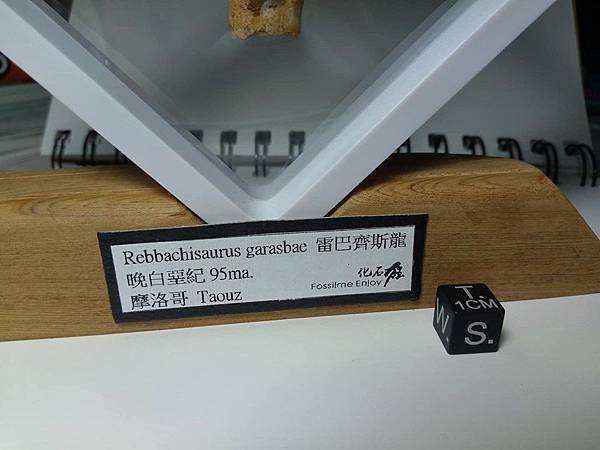 Rebbachisaurus garasbae 雷巴齊斯龍
晚白堊紀 95ma.
摩洛哥 Taouz
化石
Fossilme Enjoy
T
1CM
W
S.